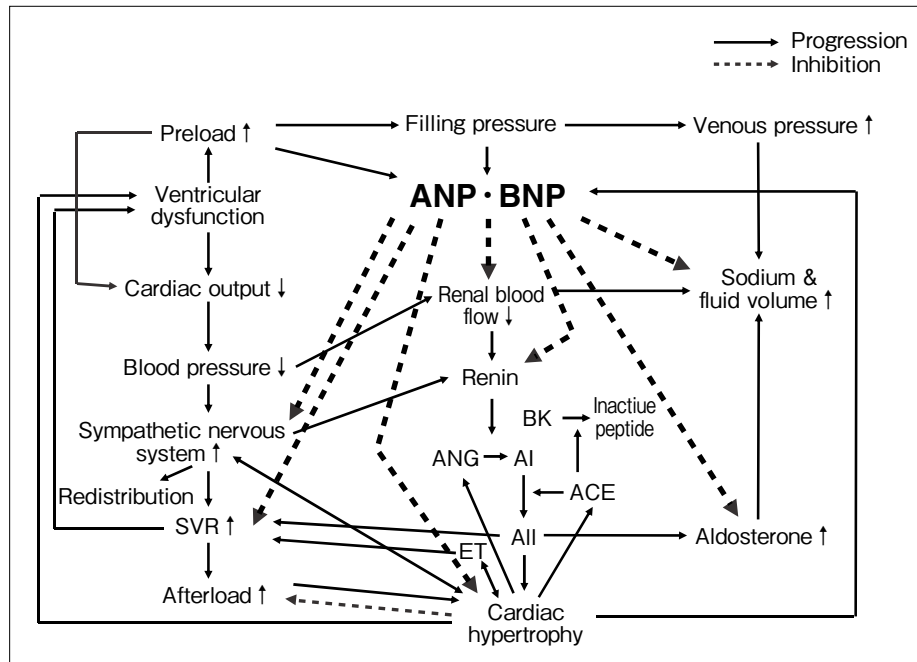 Progression
Inhibition
Preload ↑
Filling pressure
Venous pressure ↑
Ventricular
dysfunction
ANP · BNP
Cardiac output ↓
Renal blood
flow ↓
Sodium &
fluid volume ↑
Blood pressure ↓
Renin
BK
Inactiue
peptide
Sympathetic nervous
system ↑
ANG
AI
ACE
Redistribution
SVR ↑
ET
AII
Aldosterone ↑
Afterload ↑
Cardiac
hypertrophy